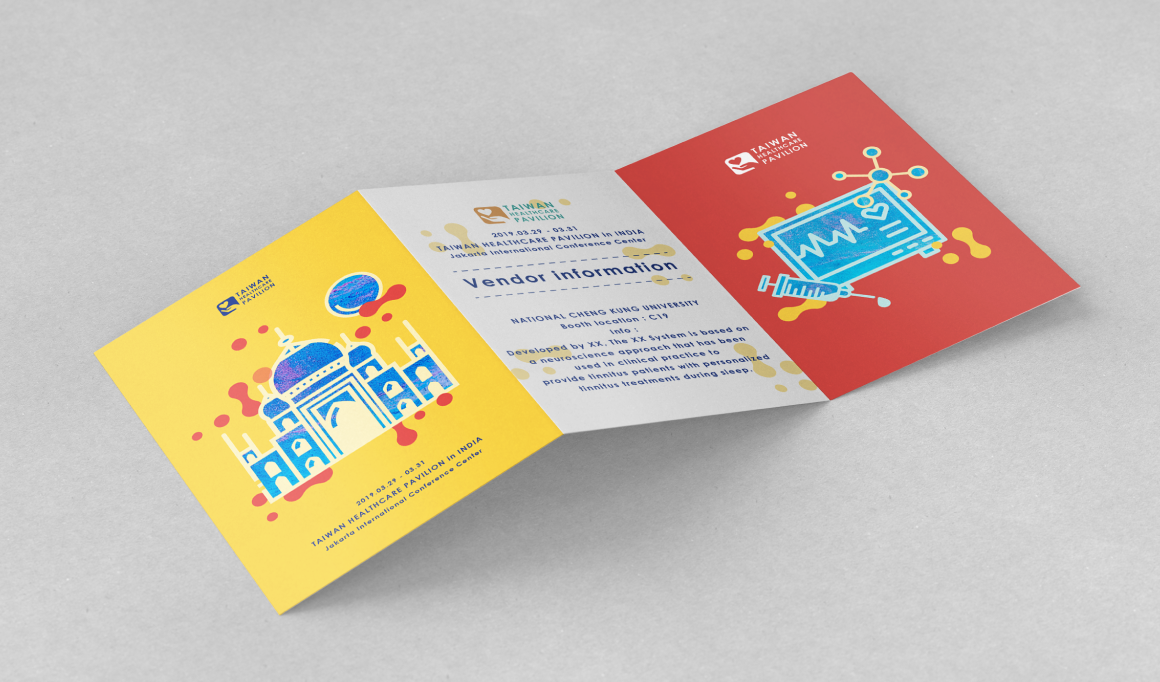 TAIWAN
HEALTHCARE
PAVILION
2019.03.29 - 03.31
TAIWAN HEALTHCARE PAVILION in INDIA
Jakarta International Conference Center
TAIWAN
HEALTHCARE
PAVILION
2019.03.29 - 03.31
TAIWAN HEALTHCARE PAVILION in INDIA
Jakarta International Conference Center
Vendor information
NATIONAL CHENG KUNG UNIVERSITY
Booth location : C19
info :
Developed by XX. The XX System is based on
a neuroscience approach that has been
used in clinical practice to
provide tinnitus patients with personalized
tinnitus treatments during sleep.
TAIWAN
HEALTHCARE
PAVILION